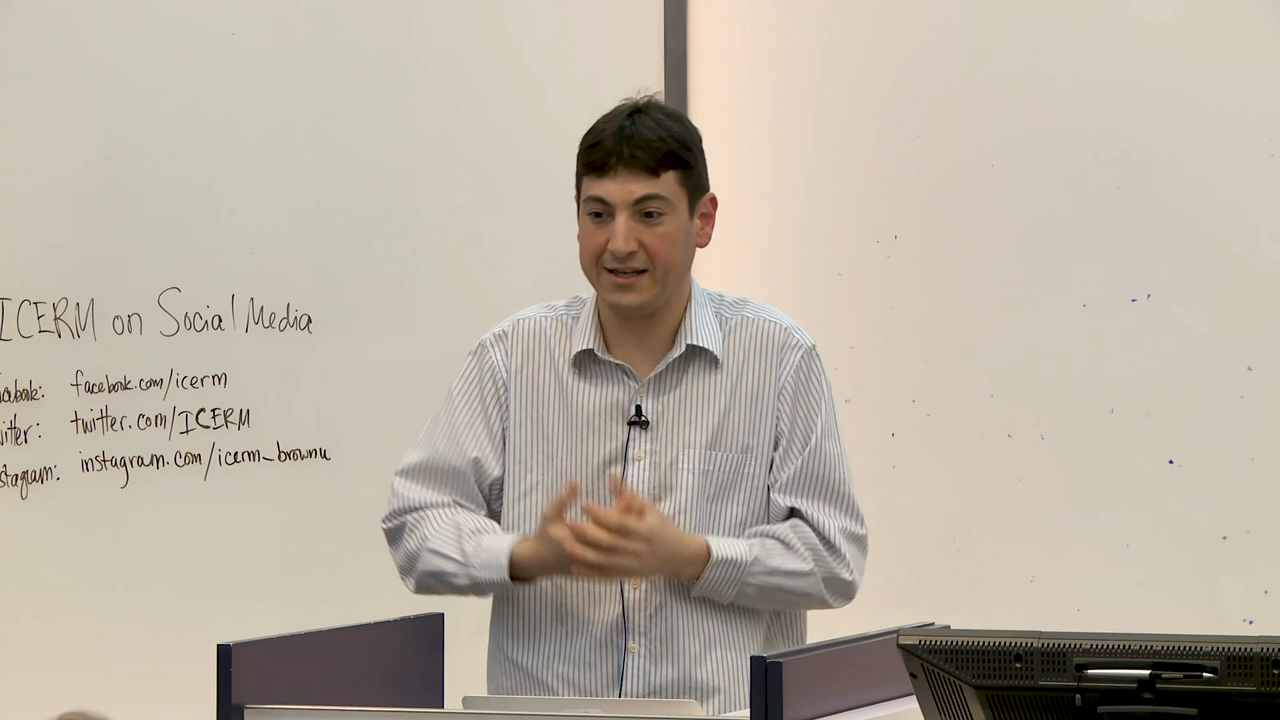 ICERM on Social Media
facebook.com/icerm
twitter.com/ICERM
instagram.com/icerm_brownu